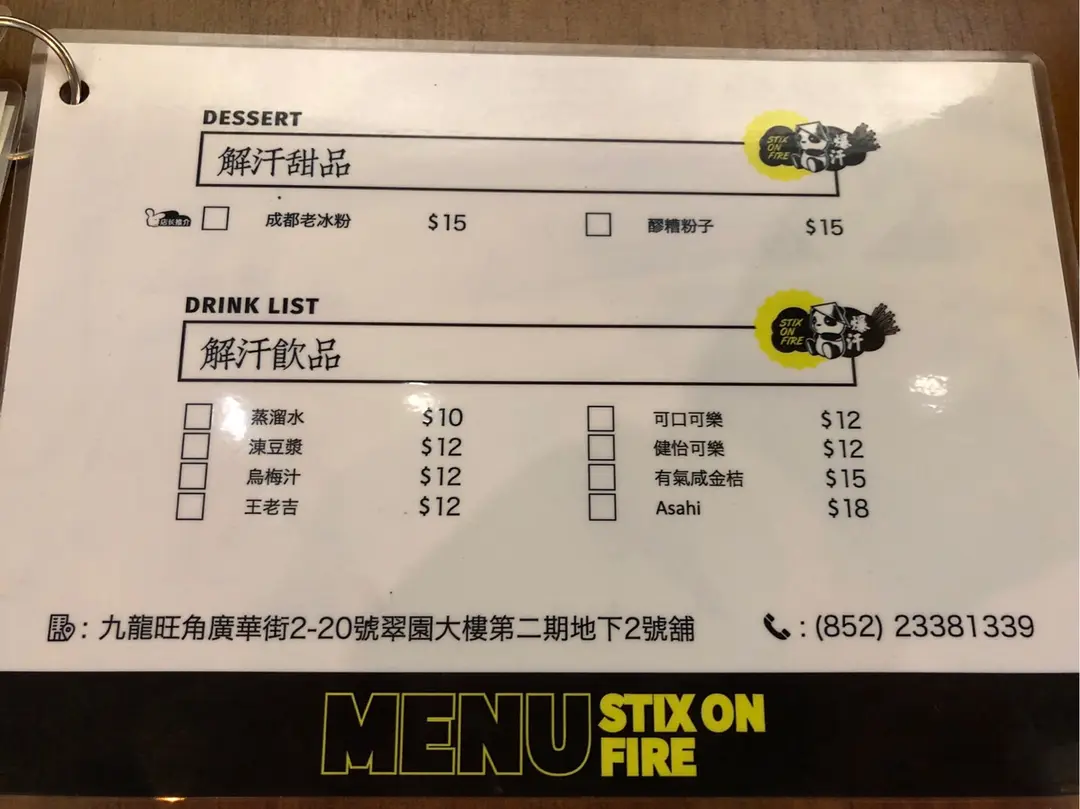 DESSERT
解汗甜品
STIX ON FIRE 爆汗
店長推介 成都老冰粉 $15 醪糟粉子 $15
DRINK LIST
解汗飲品
STIX ON FIRE 爆汗
蒸溜水 $10 可口可樂 $12
涷豆漿 $12 健怡可樂 $12
烏梅汁 $12 有氣咸金桔 $15
王老吉 $12 Asahi $18
: 九龍旺角廣華街2-20號翠園大樓第二期地下2號舖 : (852) 23381339
MENU STIX ON FIRE